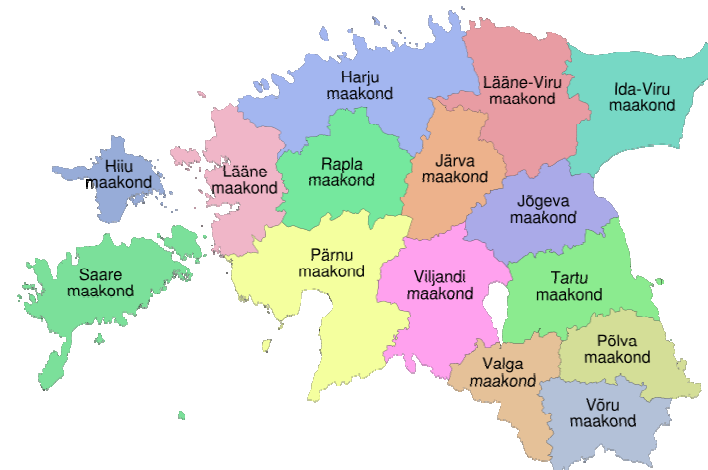 Harju
maakond
Lääne-Viru
maakond
Ida-Viru
maakond
Hiiu
maakond
Lääne
maakond
Rapla
maakond
Järva
maakond
Jõgeva
maakond
Saare
maakond
Pärnu
maakond
Viljandi
maakond
Tartu
maakond
Valga
maakond
Põlva
maakond
Võru
maakond